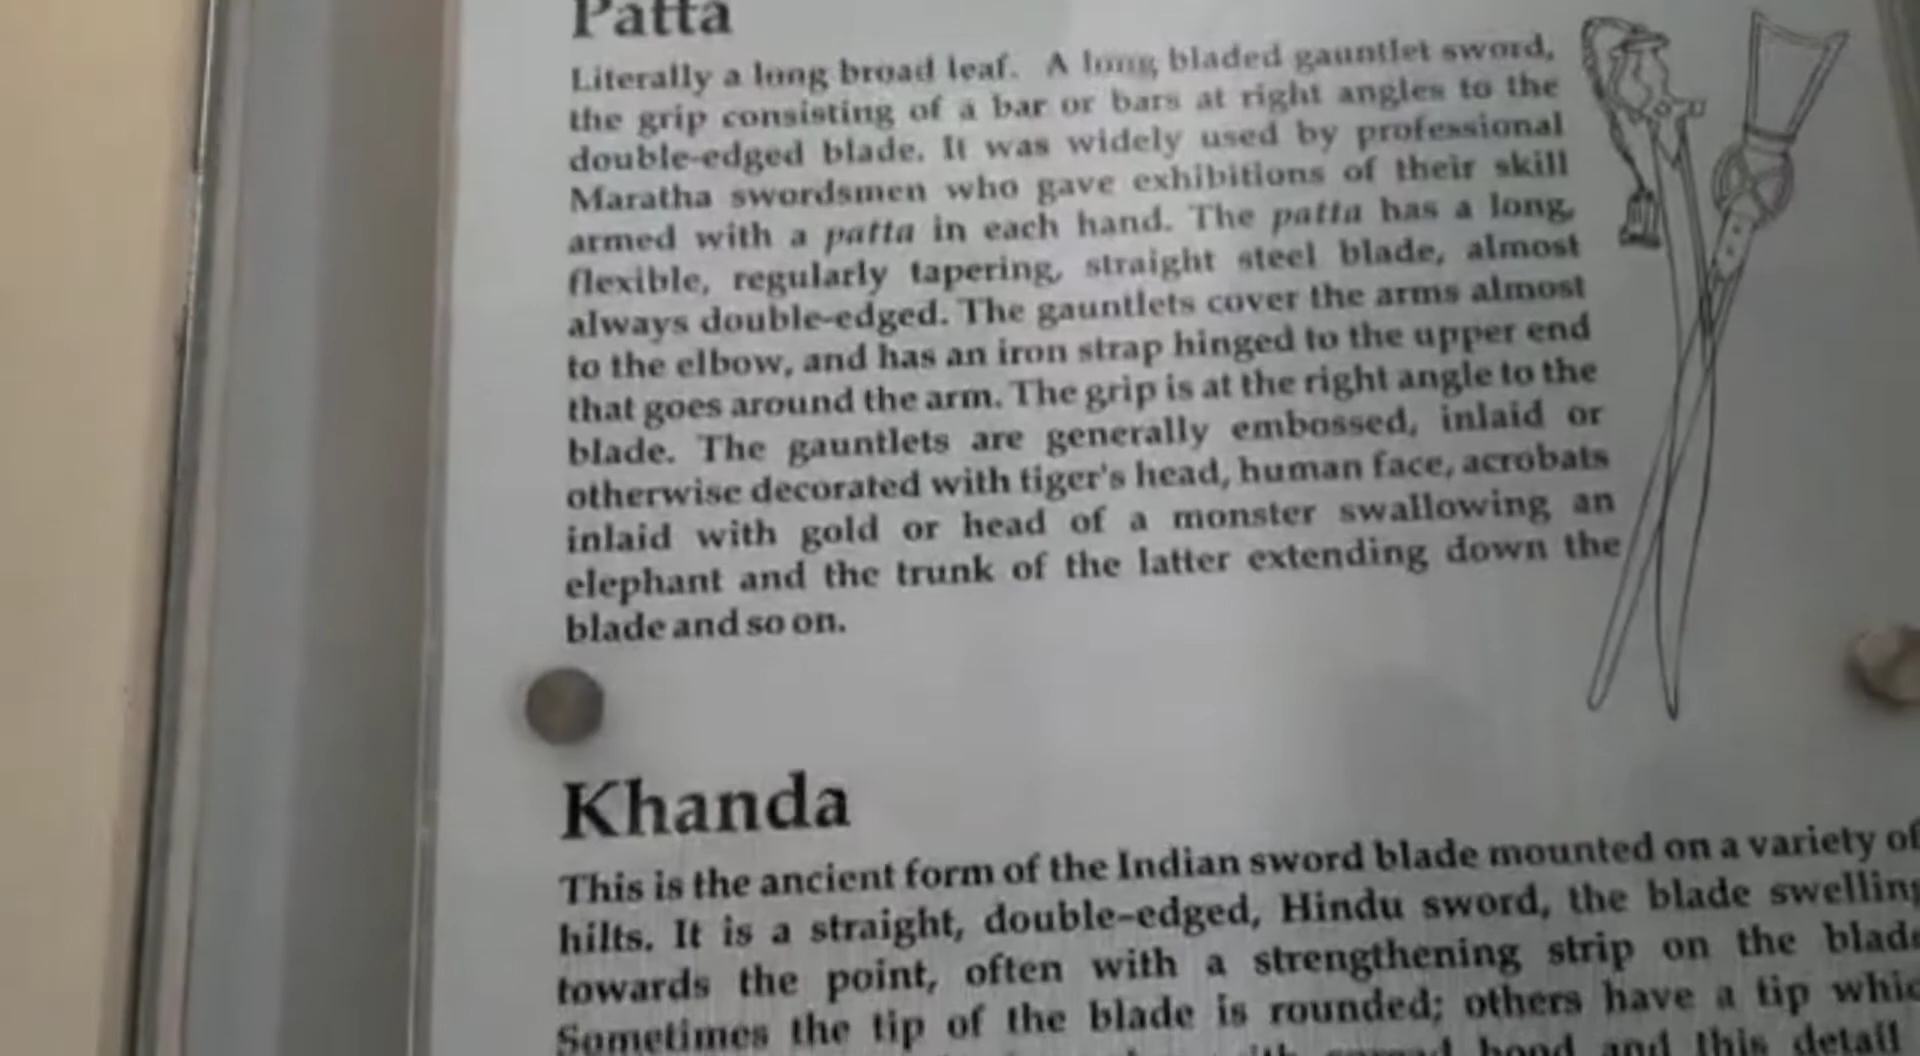 Patta
Literally a long broad leaf. A long bladed gauntlet sword,
the grip consisting of a bar or bars at right angles to the
double-edged blade. It was widely used by professional
Maratha swordsmen who gave exhibitions of their skill
armed with a patta in each hand. The patta has a long,
flexible, regularly tapering, straight steel blade, almost
always double-edged. The gauntlets cover the arms almost
to the elbow, and has an iron strap hinged to the upper end
that goes around the arm. The grip is at the right angle to the
blade. The gauntlets are generally embossed, inlaid or
otherwise decorated with tiger's head, human face, acrobats
inlaid with gold or head of a monster swallowing an
elephant and the trunk of the latter extending down the
blade and so on.
Khanda
This is the ancient form of the Indian sword blade mounted on a variety of
hilts. It is a straight, double-edged, Hindu sword, the blade swelling
towards the point, often with a strengthening strip on the blade
Sometimes the tip of the blade is rounded; others have a tip whic
hood and this detail